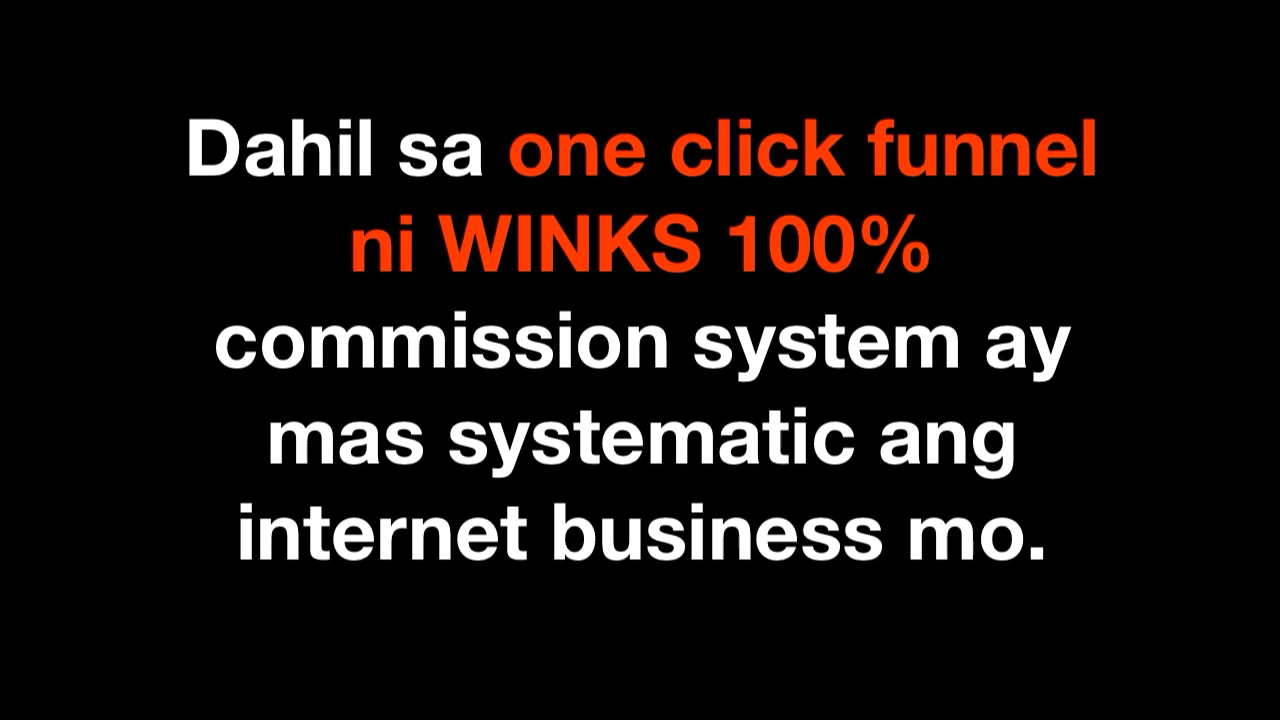 Dahil sa one click funnel
ni WINKS 100%
commission system ay
mas systematic ang
internet business mo.